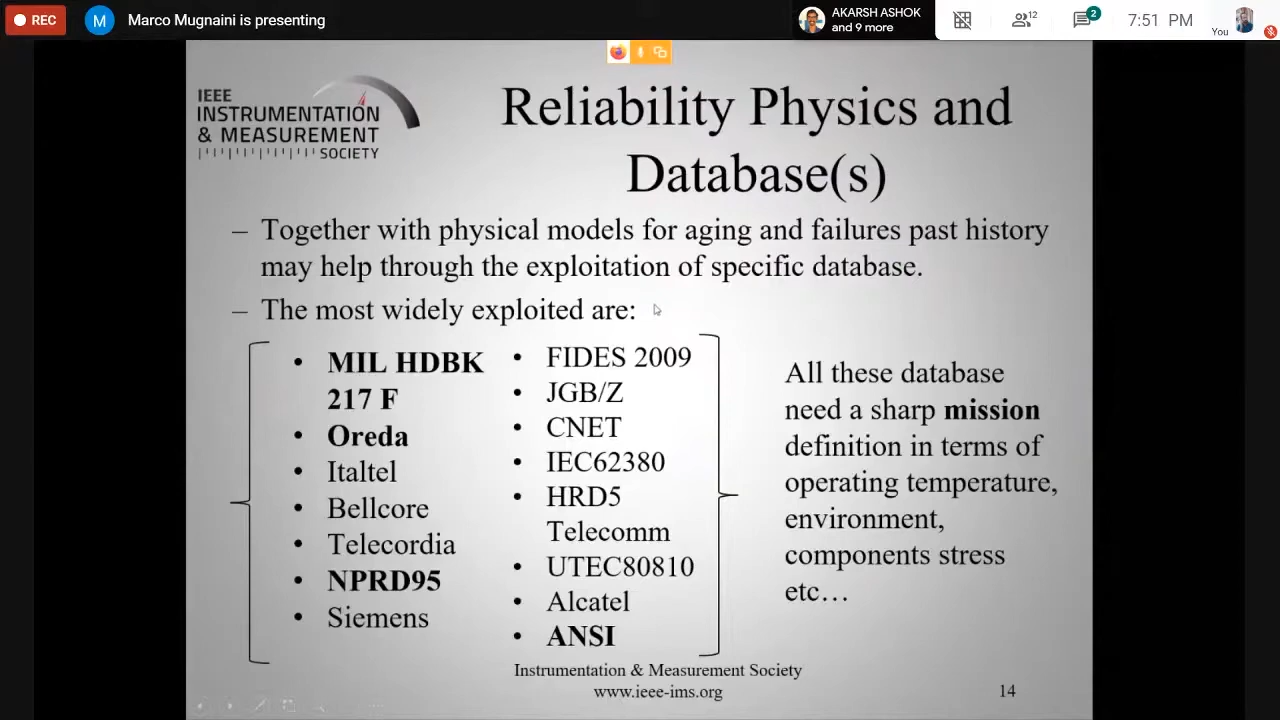 REC
M
Marco Mugnaini is presenting
AKARSH ASHOK
and 9 more
12
2
7:51 PM
You
IEEE
INSTRUMENTATION
& MEASUREMENT
SOCIETY
Reliability Physics and
Database(s)
– Together with physical models for aging and failures past history
may help through the exploitation of specific database.
– The most widely exploited are:
• MIL HDBK
217 F
• Oreda
• Italtel
• Bellcore
• Telecordia
• NPRD95
• Siemens
• FIDES 2009
• JGB/Z
• CNET
• IEC62380
• HRD5
Telecomm
• UTEC80810
• Alcatel
• ANSI
All these database
need a sharp mission
definition in terms of
operating temperature,
environment,
components stress
etc…
Instrumentation & Measurement Society
www.ieee-ims.org
14